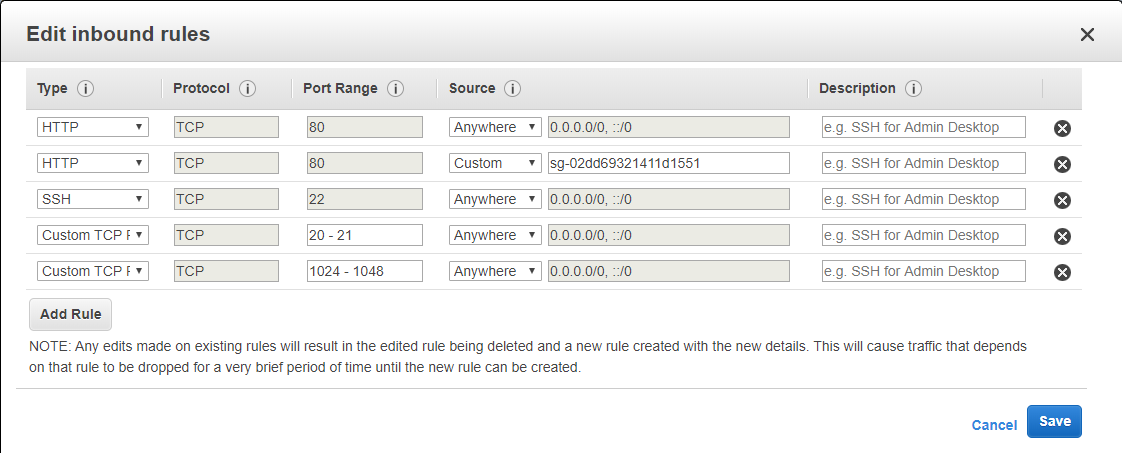 Edit inbound rules
Type Protocol Port Range Source Description
HTTP TCP 80 Anywhere 0.0.0.0/0, ::/0 e.g. SSH for Admin Desktop
HTTP TCP 80 Custom sg-02dd69321411d1551 e.g. SSH for Admin Desktop
SSH TCP 22 Anywhere 0.0.0.0/0, ::/0 e.g. SSH for Admin Desktop
Custom TCP F TCP 20 - 21 Anywhere 0.0.0.0/0, ::/0 e.g. SSH for Admin Desktop
Custom TCP F TCP 1024 - 1048 Anywhere 0.0.0.0/0, ::/0 e.g. SSH for Admin Desktop
Add Rule
NOTE: Any edits made on existing rules will result in the edited rule being deleted and a new rule created with the new details. This will cause traffic that depends
on that rule to be dropped for a very brief period of time until the new rule can be created.
Cancel Save